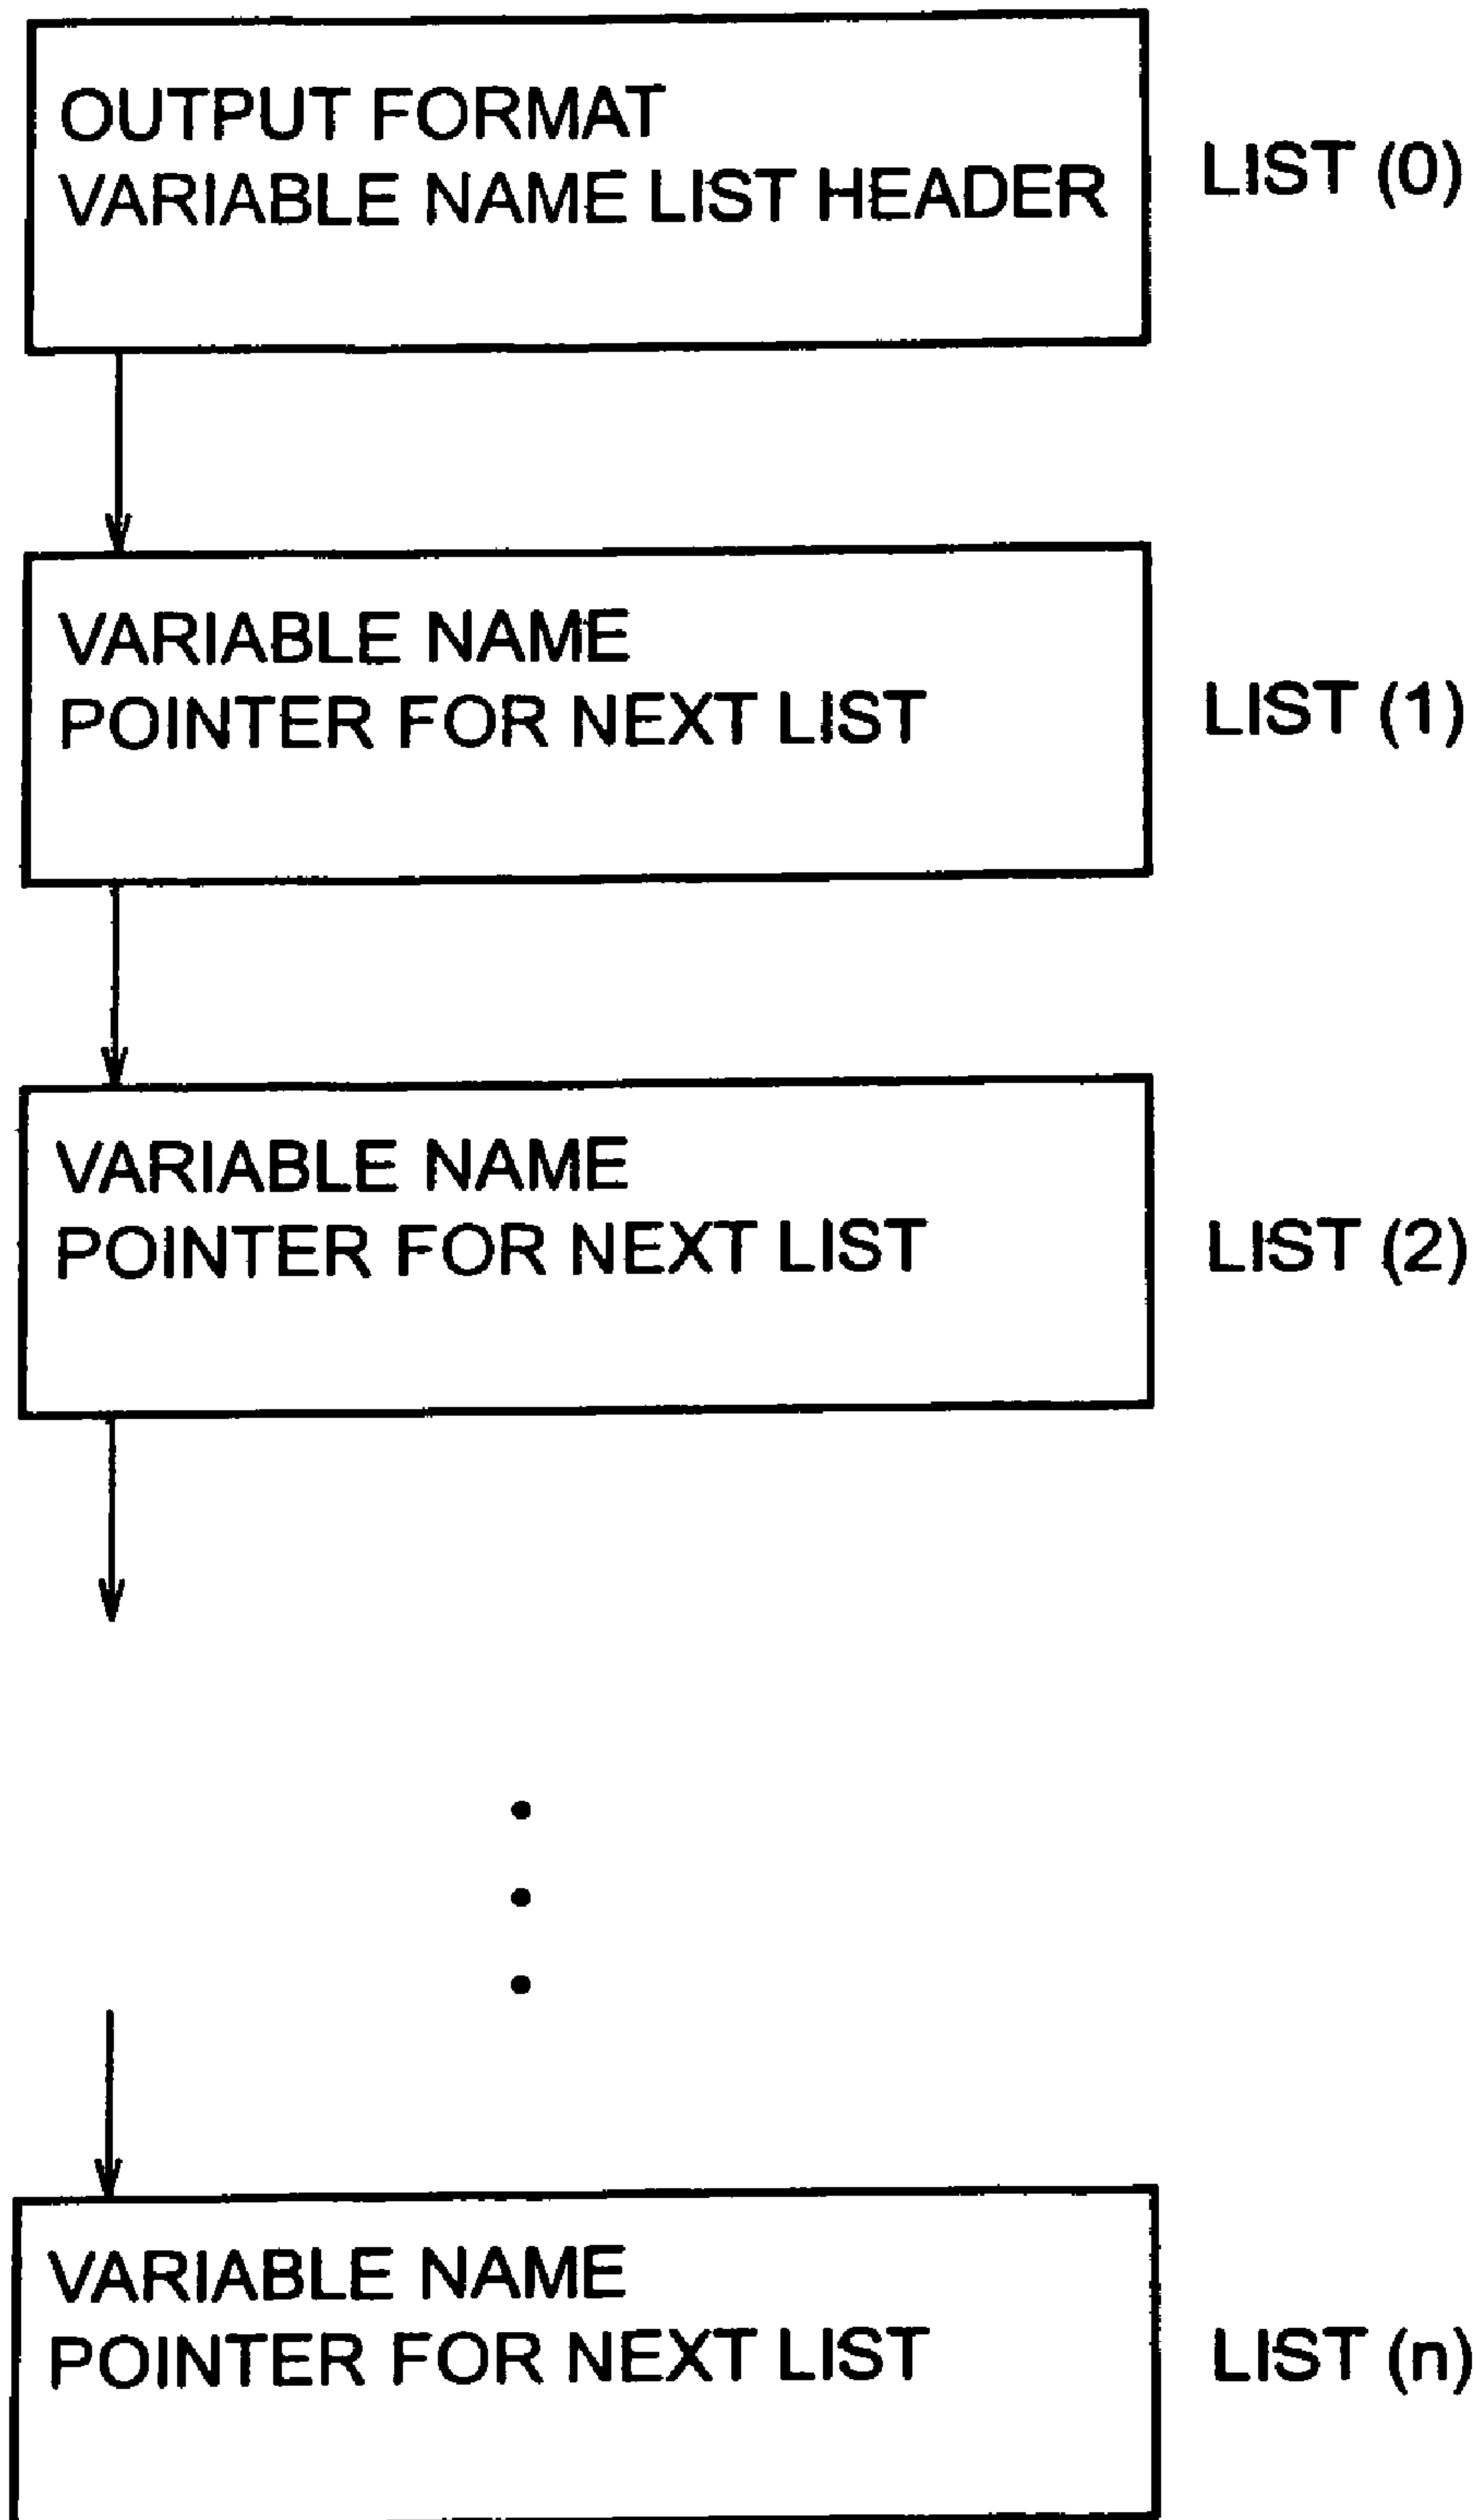 OUTPUT FORMAT
VARIABLE NAME LIST HEADER
LIST (0)
VARIABLE NAME
POINTER FOR NEXT LIST
LIST (1)
VARIABLE NAME
POINTER FOR NEXT LIST
LIST (2)
VARIABLE NAME
POINTER FOR NEXT LIST
LIST (n)